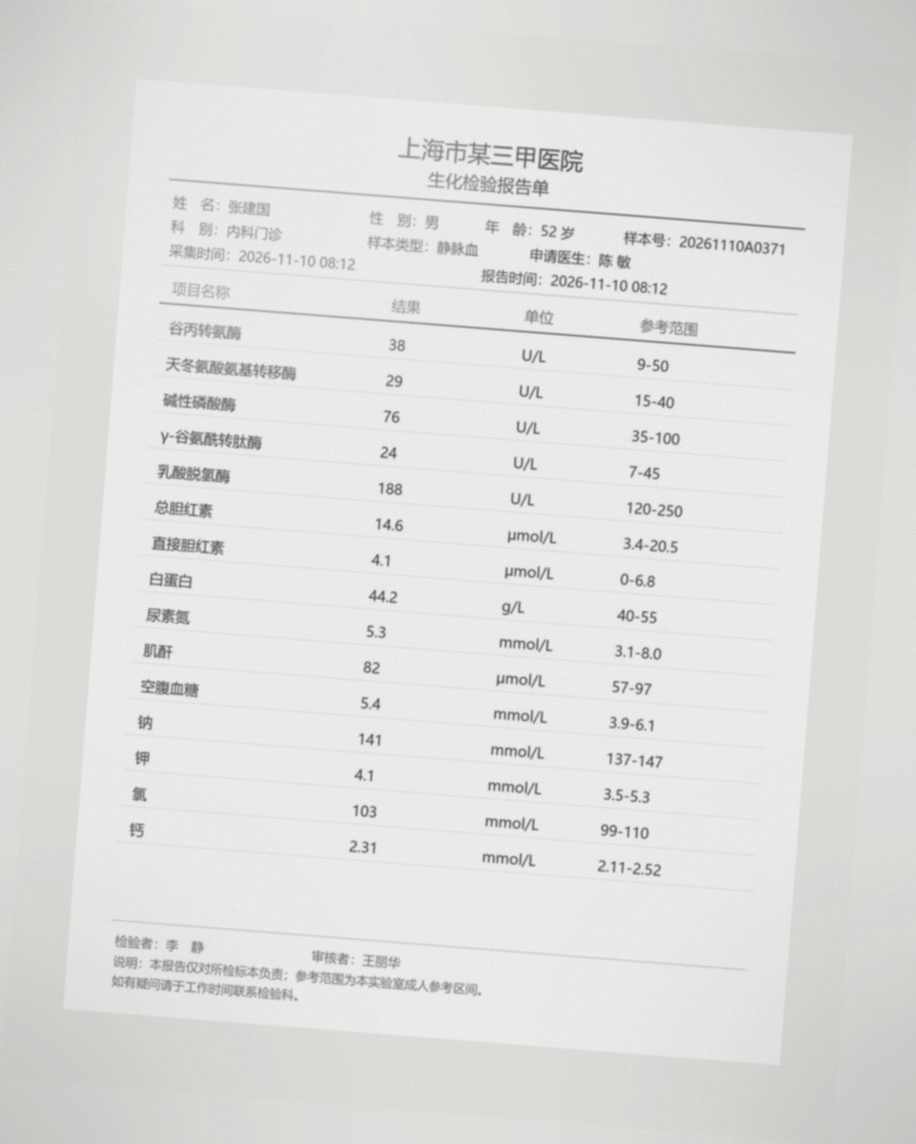 上海市某三甲医院
生化检验报告单
姓 名：张建国 性 别：男 年 龄：52 岁 样本号：20261110A0371
科 别：内科门诊 样本类型：静脉血 申请医生：陈 敏
采集时间：2026-11-10 08:12 报告时间：2026-11-10 08:12
项目名称 结果 单位 参考范围
谷丙转氨酶 38 U/L 9-50
天冬氨酸氨基转移酶 29 U/L 15-40
碱性磷酸酶 76 U/L 35-100
γ-谷氨酰转肽酶 24 U/L 7-45
乳酸脱氢酶 188 U/L 120-250
总胆红素 14.6 μmol/L 3.4-20.5
直接胆红素 4.1 μmol/L 0-6.8
白蛋白 44.2 g/L 40-55
尿素氮 5.3 mmol/L 3.1-8.0
肌酐 82 μmol/L 57-97
空腹血糖 5.4 mmol/L 3.9-6.1
钠 141 mmol/L 137-147
钾 4.1 mmol/L 3.5-5.3
氯 103 mmol/L 99-110
钙 2.31 mmol/L 2.11-2.52
检验者：李 静 审核者：王丽华
说明：本报告仅对所检标本负责；参考范围为本实验室成人参考区间。
如有疑问请于工作时间联系检验科。